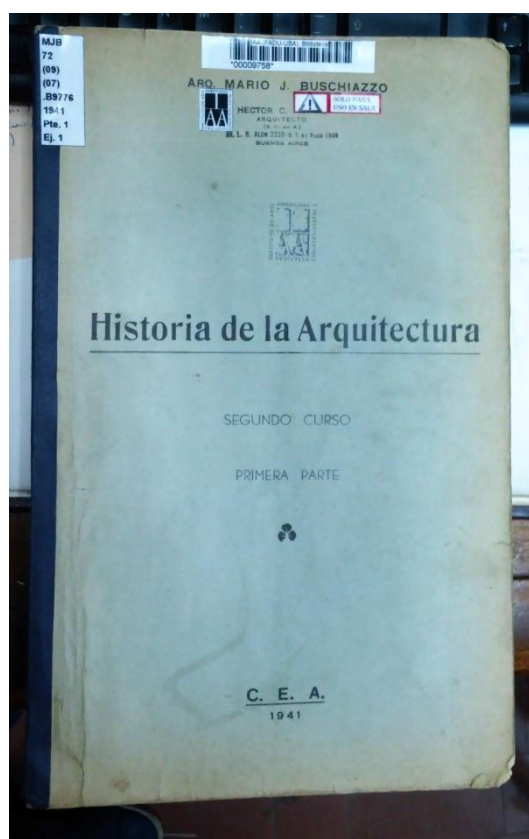 MJB
72
(09)
(07)
.B9776
1941
Pte. 1
Ej. 1
*00009758*
ARQ. MARIO J. BUSCHIAZZO
HECTOR C.
SOLO PARA
USO EN SALA
ARQUITECTO
BUENOS AIRES
Historia de la Arquitectura
SEGUNDO CURSO
PRIMERA PARTE
C. E. A.
1941